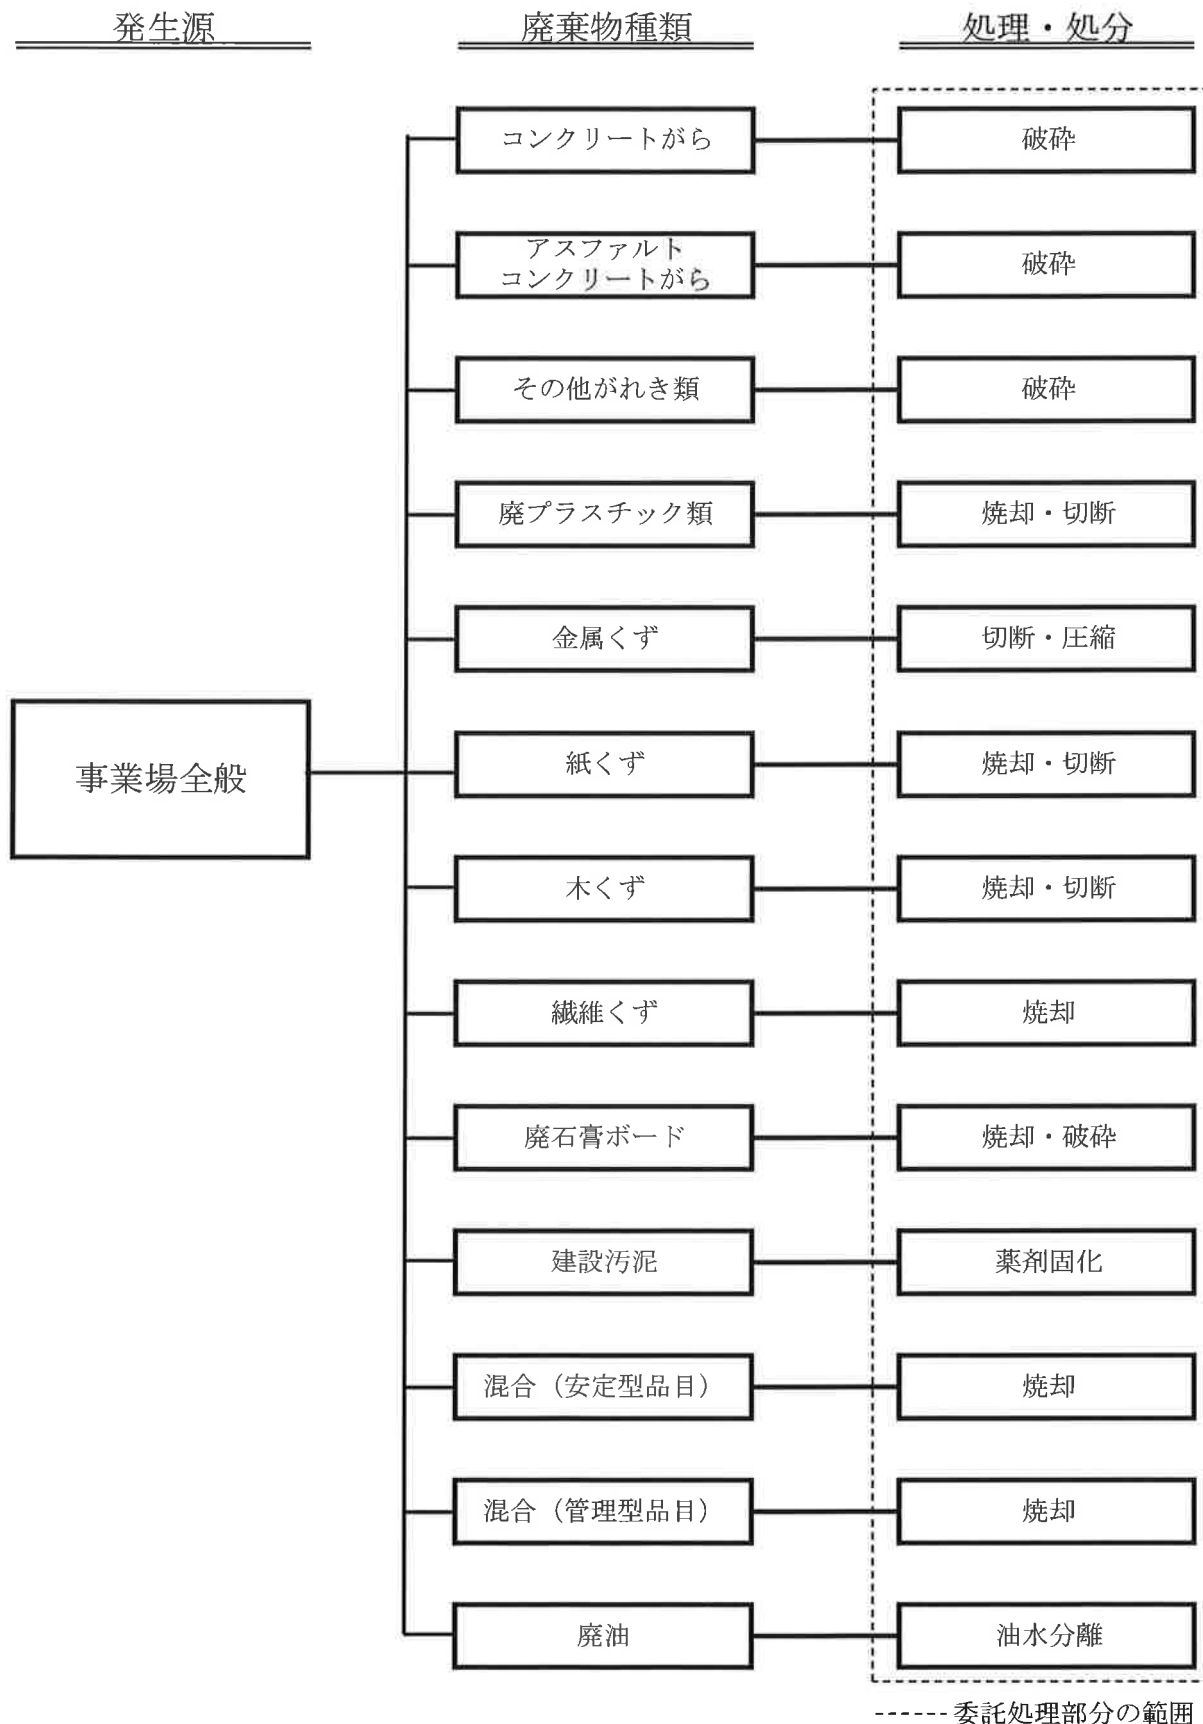 発生源
廃棄物種類
処理・処分
コンクリートがら
破砕
アスファルト
コンクリートがら
破砕
その他がれき類
破砕
廃プラスチック類
焼却・切断
金属くず
切断・圧縮
事業場全般
紙くず
焼却・切断
木くず
焼却・切断
繊維くず
焼却
廃石膏ボード
焼却・破砕
建設汚泥
薬剤固化
混合（安定型品目）
焼却
混合（管理型品目）
焼却
廃油
油水分離
------委託処理部分の範囲